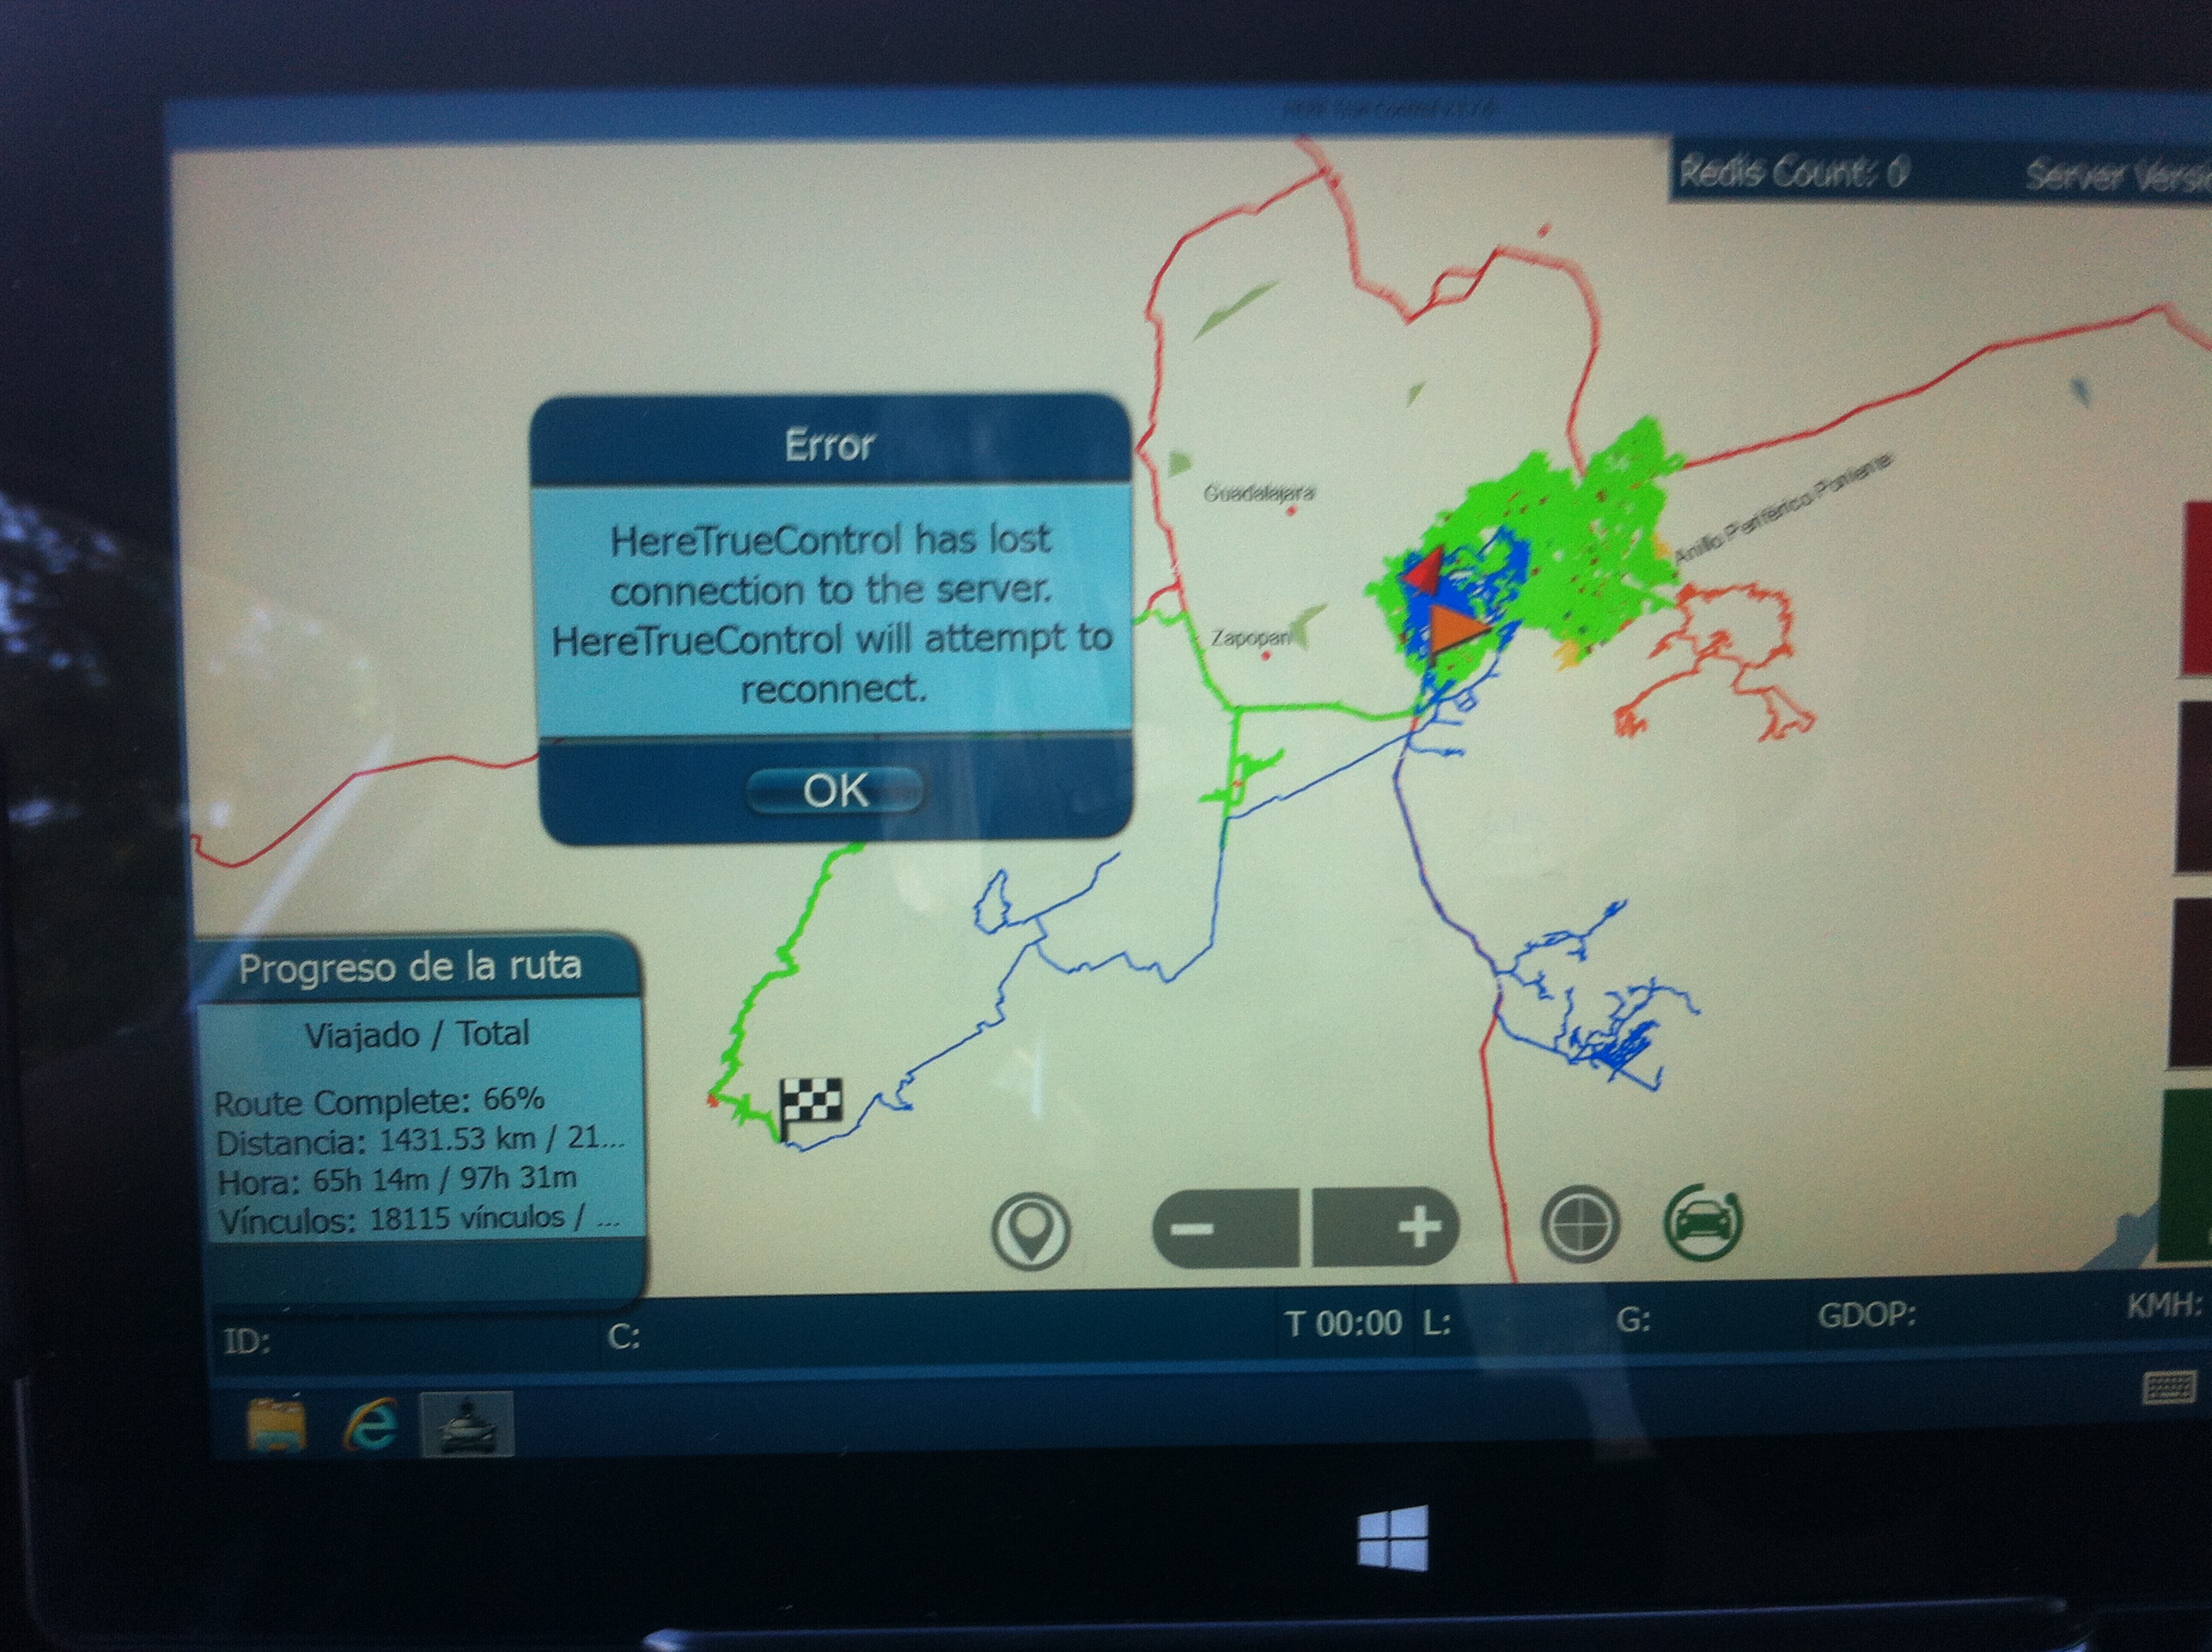 Redis Count: 0
Server Versi
Error
HereTrueControl has lost
connection to the server.
HereTrueControl will attempt to
reconnect.
OK
Guadalajara
Zapopan
Anillo Periférico Poniente
Progreso de la ruta
Viajado / Total
Route Complete: 66%
Distancia: 1431.53 km / 21...
Hora: 65h 14m / 97h 31m
Vínculos: 18115 vínculos / ...
ID:
C:
T 00:00 L:
G:
GDOP:
KMH: